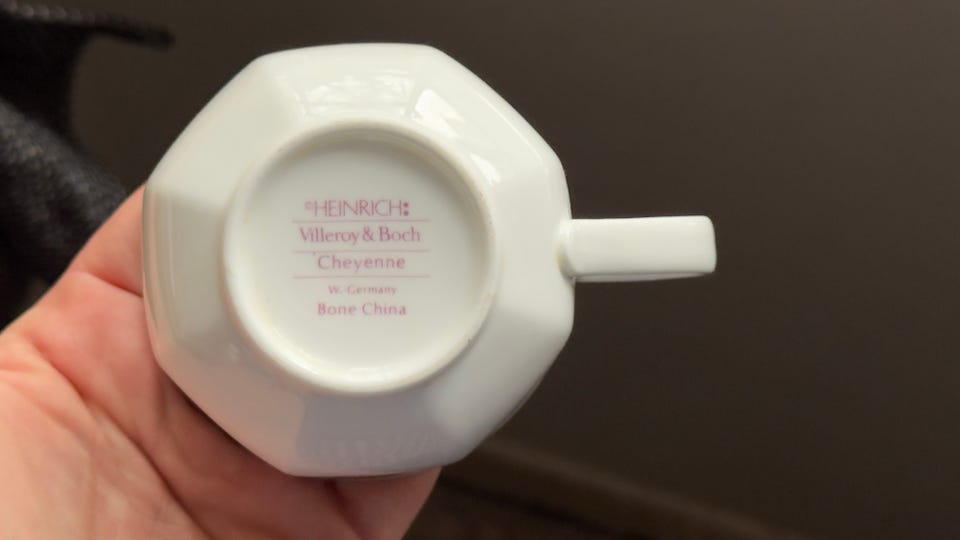 ©HEINRICH
Villeroy & Boch
Cheyenne
W.-Germany
Bone China